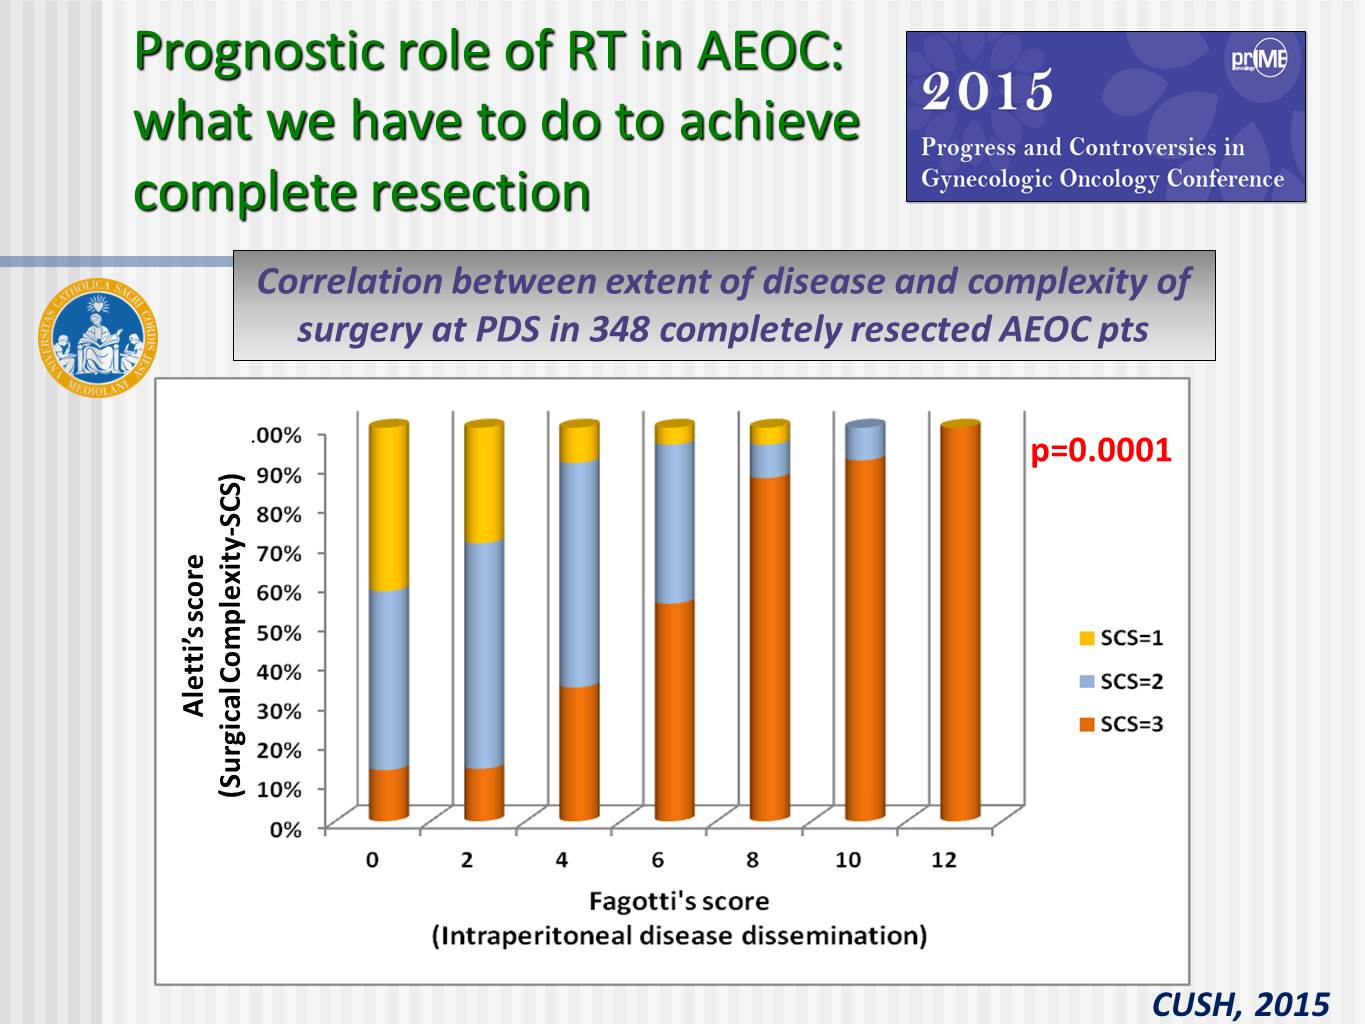 Prognostic role of RT in AEOC:
what we have to do to achieve
complete resection
prIME
oncology
2015
Progress and Controversies in
Gynecologic Oncology Conference
Correlation between extent of disease and complexity of
surgery at PDS in 348 completely resected AEOC pts
UNIVERSITAS CATHOLICA SACRI CORDIS JESU
MEDIOLANI
Aletti's score
(Surgical Complexity-SCS)
.00%
90%
80%
70%
60%
50%
40%
30%
20%
10%
0%
p=0.0001
SCS=1
SCS=2
SCS=3
0 2 4 6 8 10 12
Fagotti's score
(Intraperitoneal disease dissemination)
CUSH, 2015